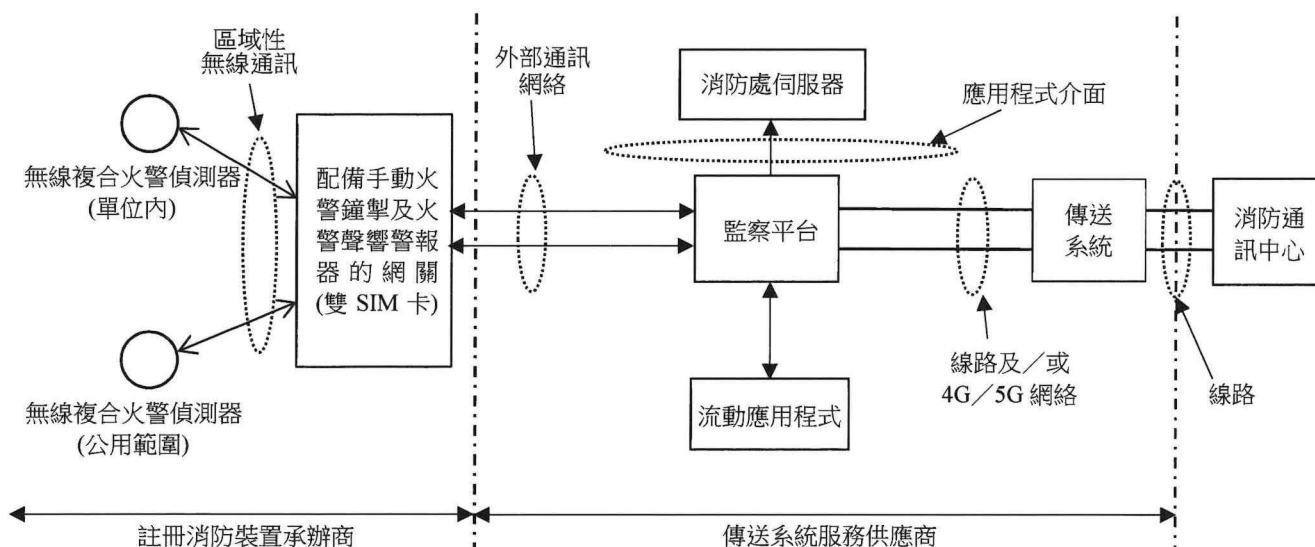 區域性
無線通訊
無線複合火警偵測器
(單位內)
無線複合火警偵測器
(公用範圍)
配備手動火
警鐘掣及火
警聲響警報
器的網關
(雙 SIM 卡)
外部通訊
網絡
消防處伺服器
應用程式介面
監察平台
流動應用程式
線路及／或
4G／5G 網絡
傳送
系統
線路
消防通
訊中心
註冊消防裝置承辦商
傳送系統服務供應商